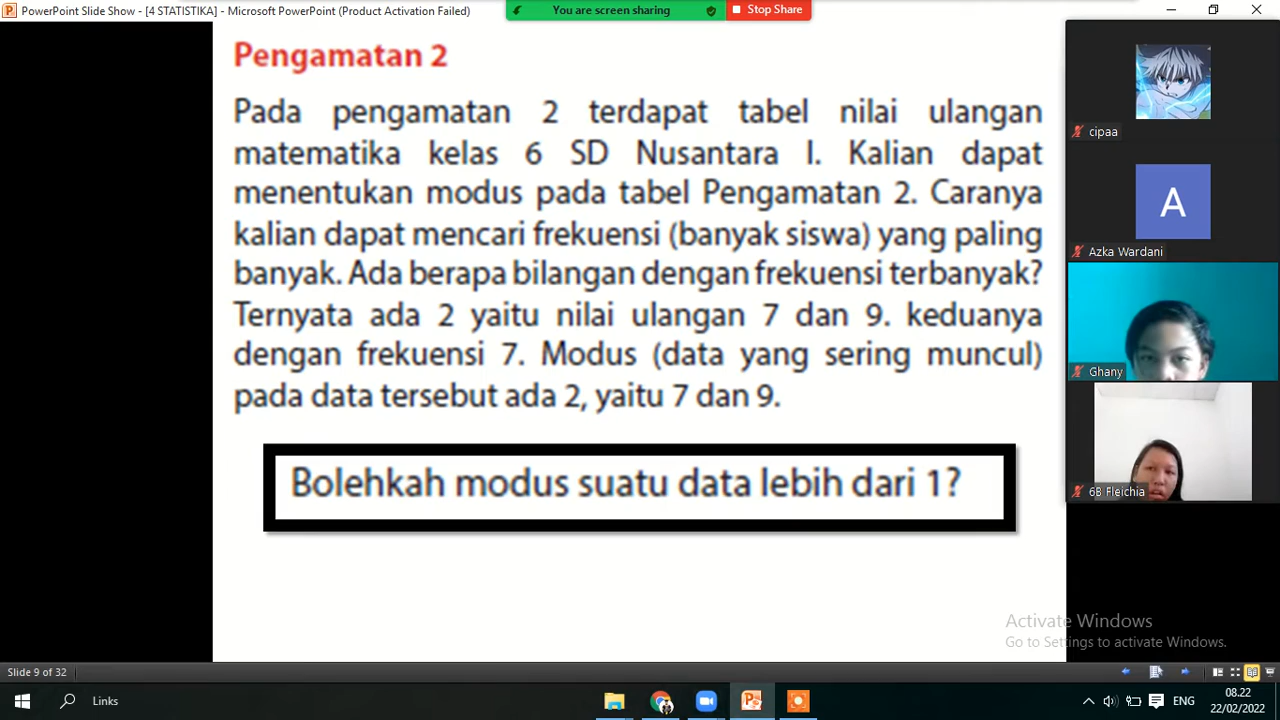 PowerPoint Slide Show - [4 STATISTIKA] - Microsoft PowerPoint (Product Activation Failed)
You are screen sharing
Stop Share
Pengamatan 2
Pada pengamatan 2 terdapat tabel nilai ulangan
matematika kelas 6 SD Nusantara I. Kalian dapat
menentukan modus pada tabel Pengamatan 2. Caranya
kalian dapat mencari frekuensi (banyak siswa) yang paling
banyak. Ada berapa bilangan dengan frekuensi terbanyak?
Ternyata ada 2 yaitu nilai ulangan 7 dan 9. keduanya
dengan frekuensi 7. Modus (data yang sering muncul)
pada data tersebut ada 2, yaitu 7 dan 9.
Bolehkah modus suatu data lebih dari 1?
cipaa
A
Azka Wardani
Ghany
6B Fleichia
Activate Windows
Go to Settings to activate Windows.
Slide 9 of 32
Links
ENG
08.22
22/02/2022